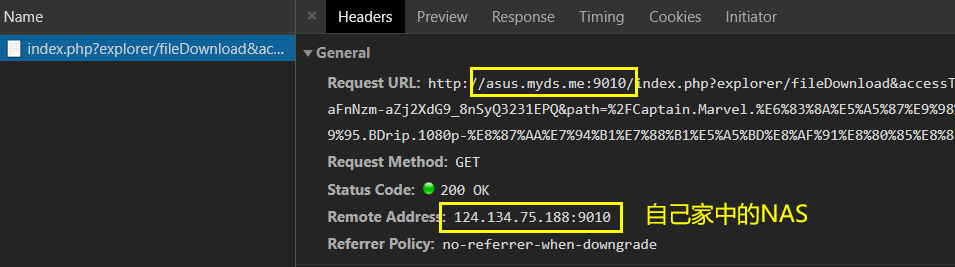 Name
index.php?explorer/fileDownload&ac...
× Headers Preview Response Timing Cookies Initiator
General
Request URL: http://asus.myds.me:9010/index.php?explorer/fileDownload&accessT
aFnNzm-aZj2XdG9_8nSyQ3231EPQ&path=%2FCaptain.Marvel.%E6%83%8A%E5%A5%87%E9%98
9%95.BDrip.1080p-%E8%87%AA%E7%94%B1%E7%88%B1%E5%A5%BD%E8%AF%91%E8%80%85%E8%8
Request Method: GET
Status Code: 200 OK
Remote Address: 124.134.75.188:9010
自己家中的NAS
Referrer Policy: no-referrer-when-downgrade